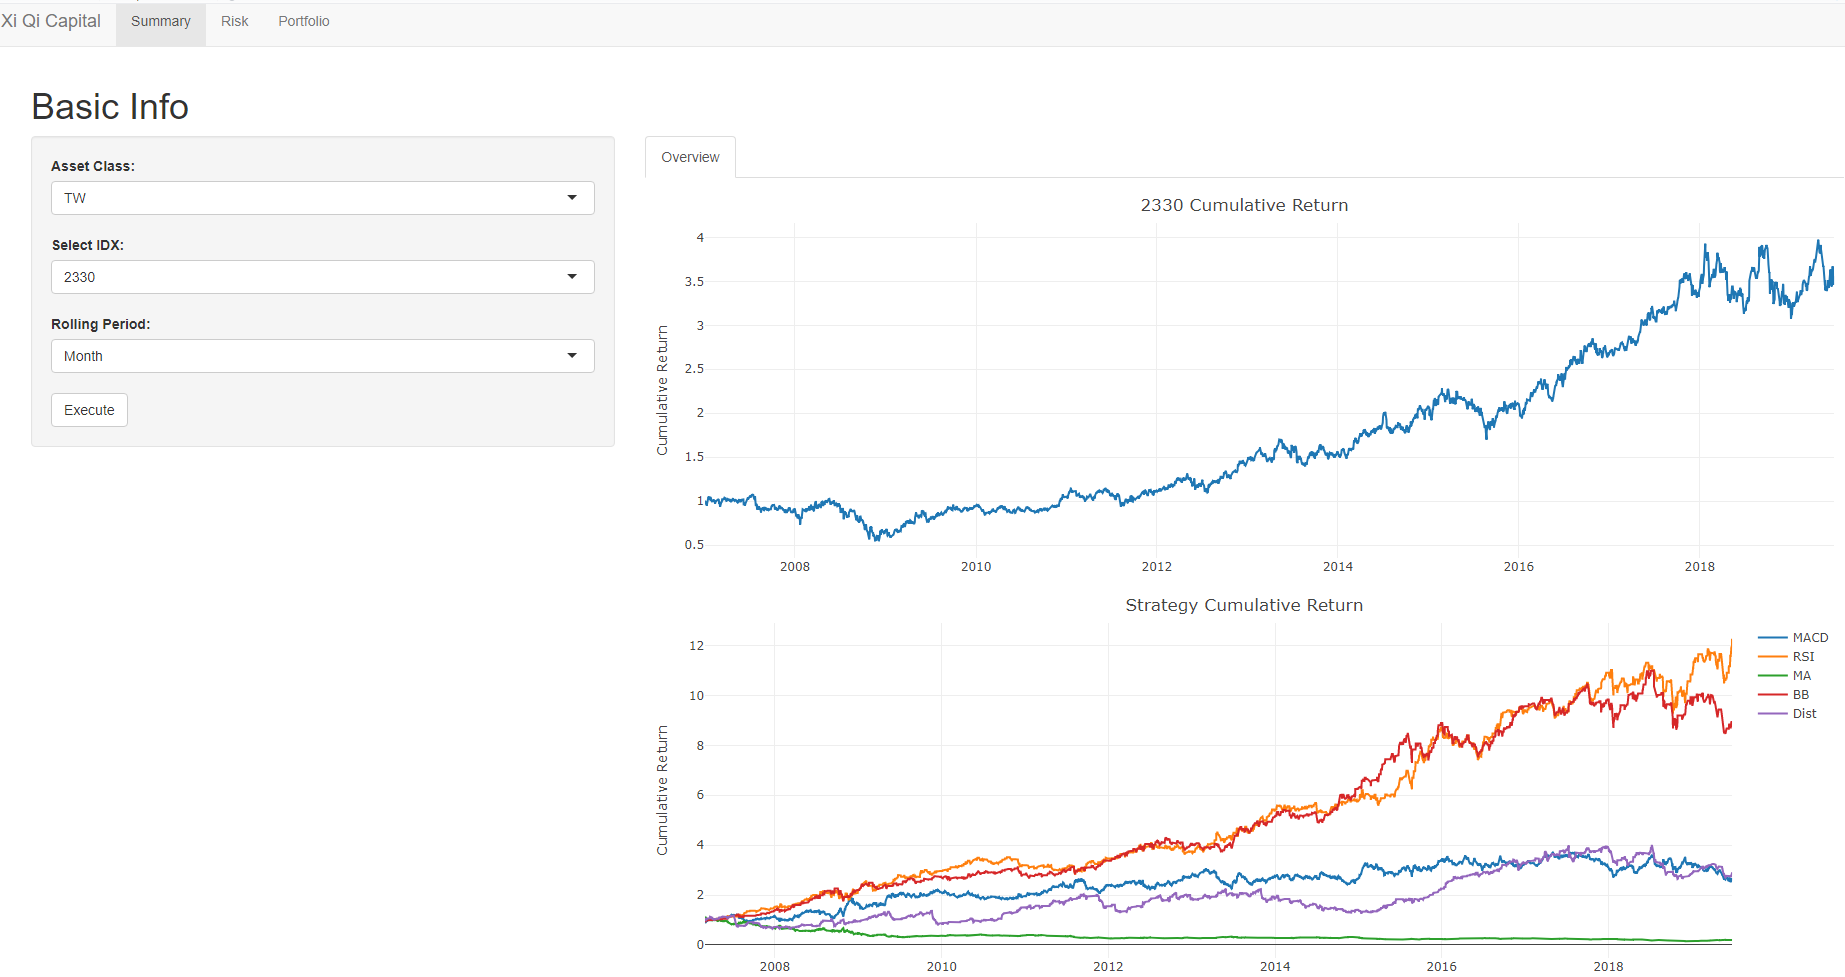 Xi Qi Capital Summary Risk Portfolio
Basic Info
Asset Class:
TW
Select IDX:
2330
Rolling Period:
Month
Execute
Overview
2330 Cumulative Return
Cumulative Return
4
3.5
3
2.5
2
1.5
1
0.5
2008 2010 2012 2014 2016 2018
Strategy Cumulative Return
Cumulative Return
12
10
8
6
4
2
0
2008 2010 2012 2014 2016 2018
MACD
RSI
MA
BB
Dist